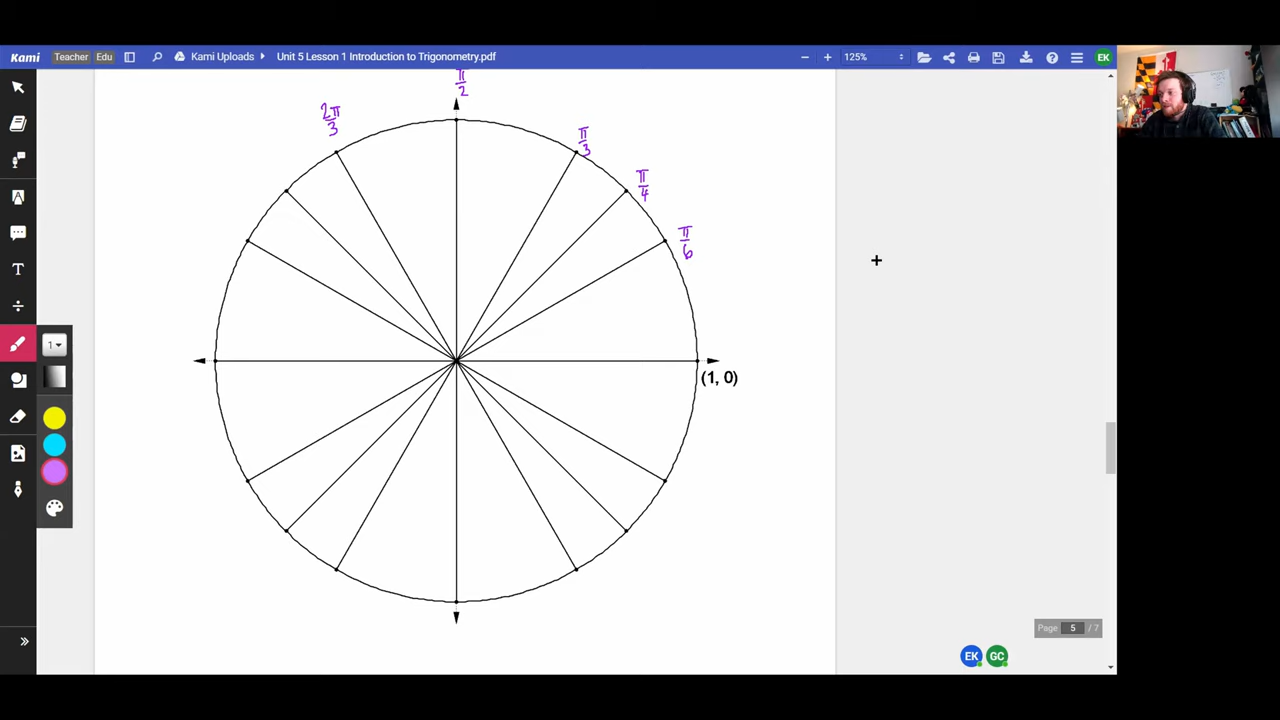 Kami Teacher Edu Kami Uploads Unit 5 Lesson 1 Introduction to Trigonometry.pdf 125% EK
π/2
2π/3
π/3
π/4
π/6
(1, 0)
1
T
Page 5 / 7
EK GC